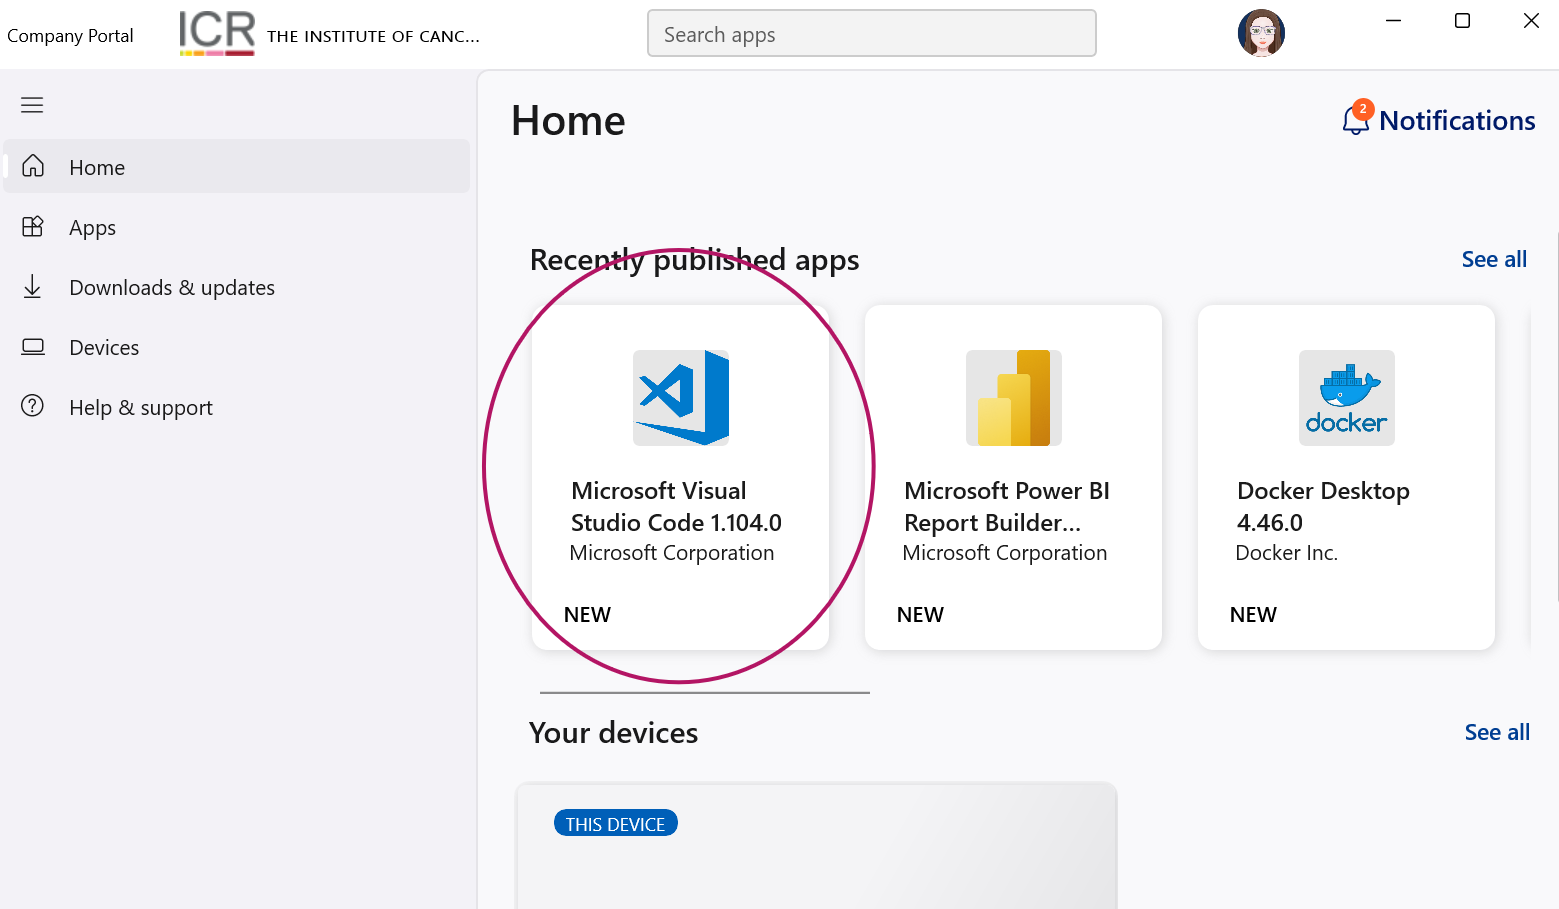 Company Portal
ICR
THE INSTITUTE OF CANC...
Search apps
Home
2
Notifications
Home
Apps
Downloads & updates
Devices
Help & support
Recently published apps
See all
Microsoft Visual
Studio Code 1.104.0
Microsoft Corporation
NEW
Microsoft Power BI
Report Builder...
Microsoft Corporation
NEW
docker
Docker Desktop
4.46.0
Docker Inc.
NEW
Your devices
See all
THIS DEVICE